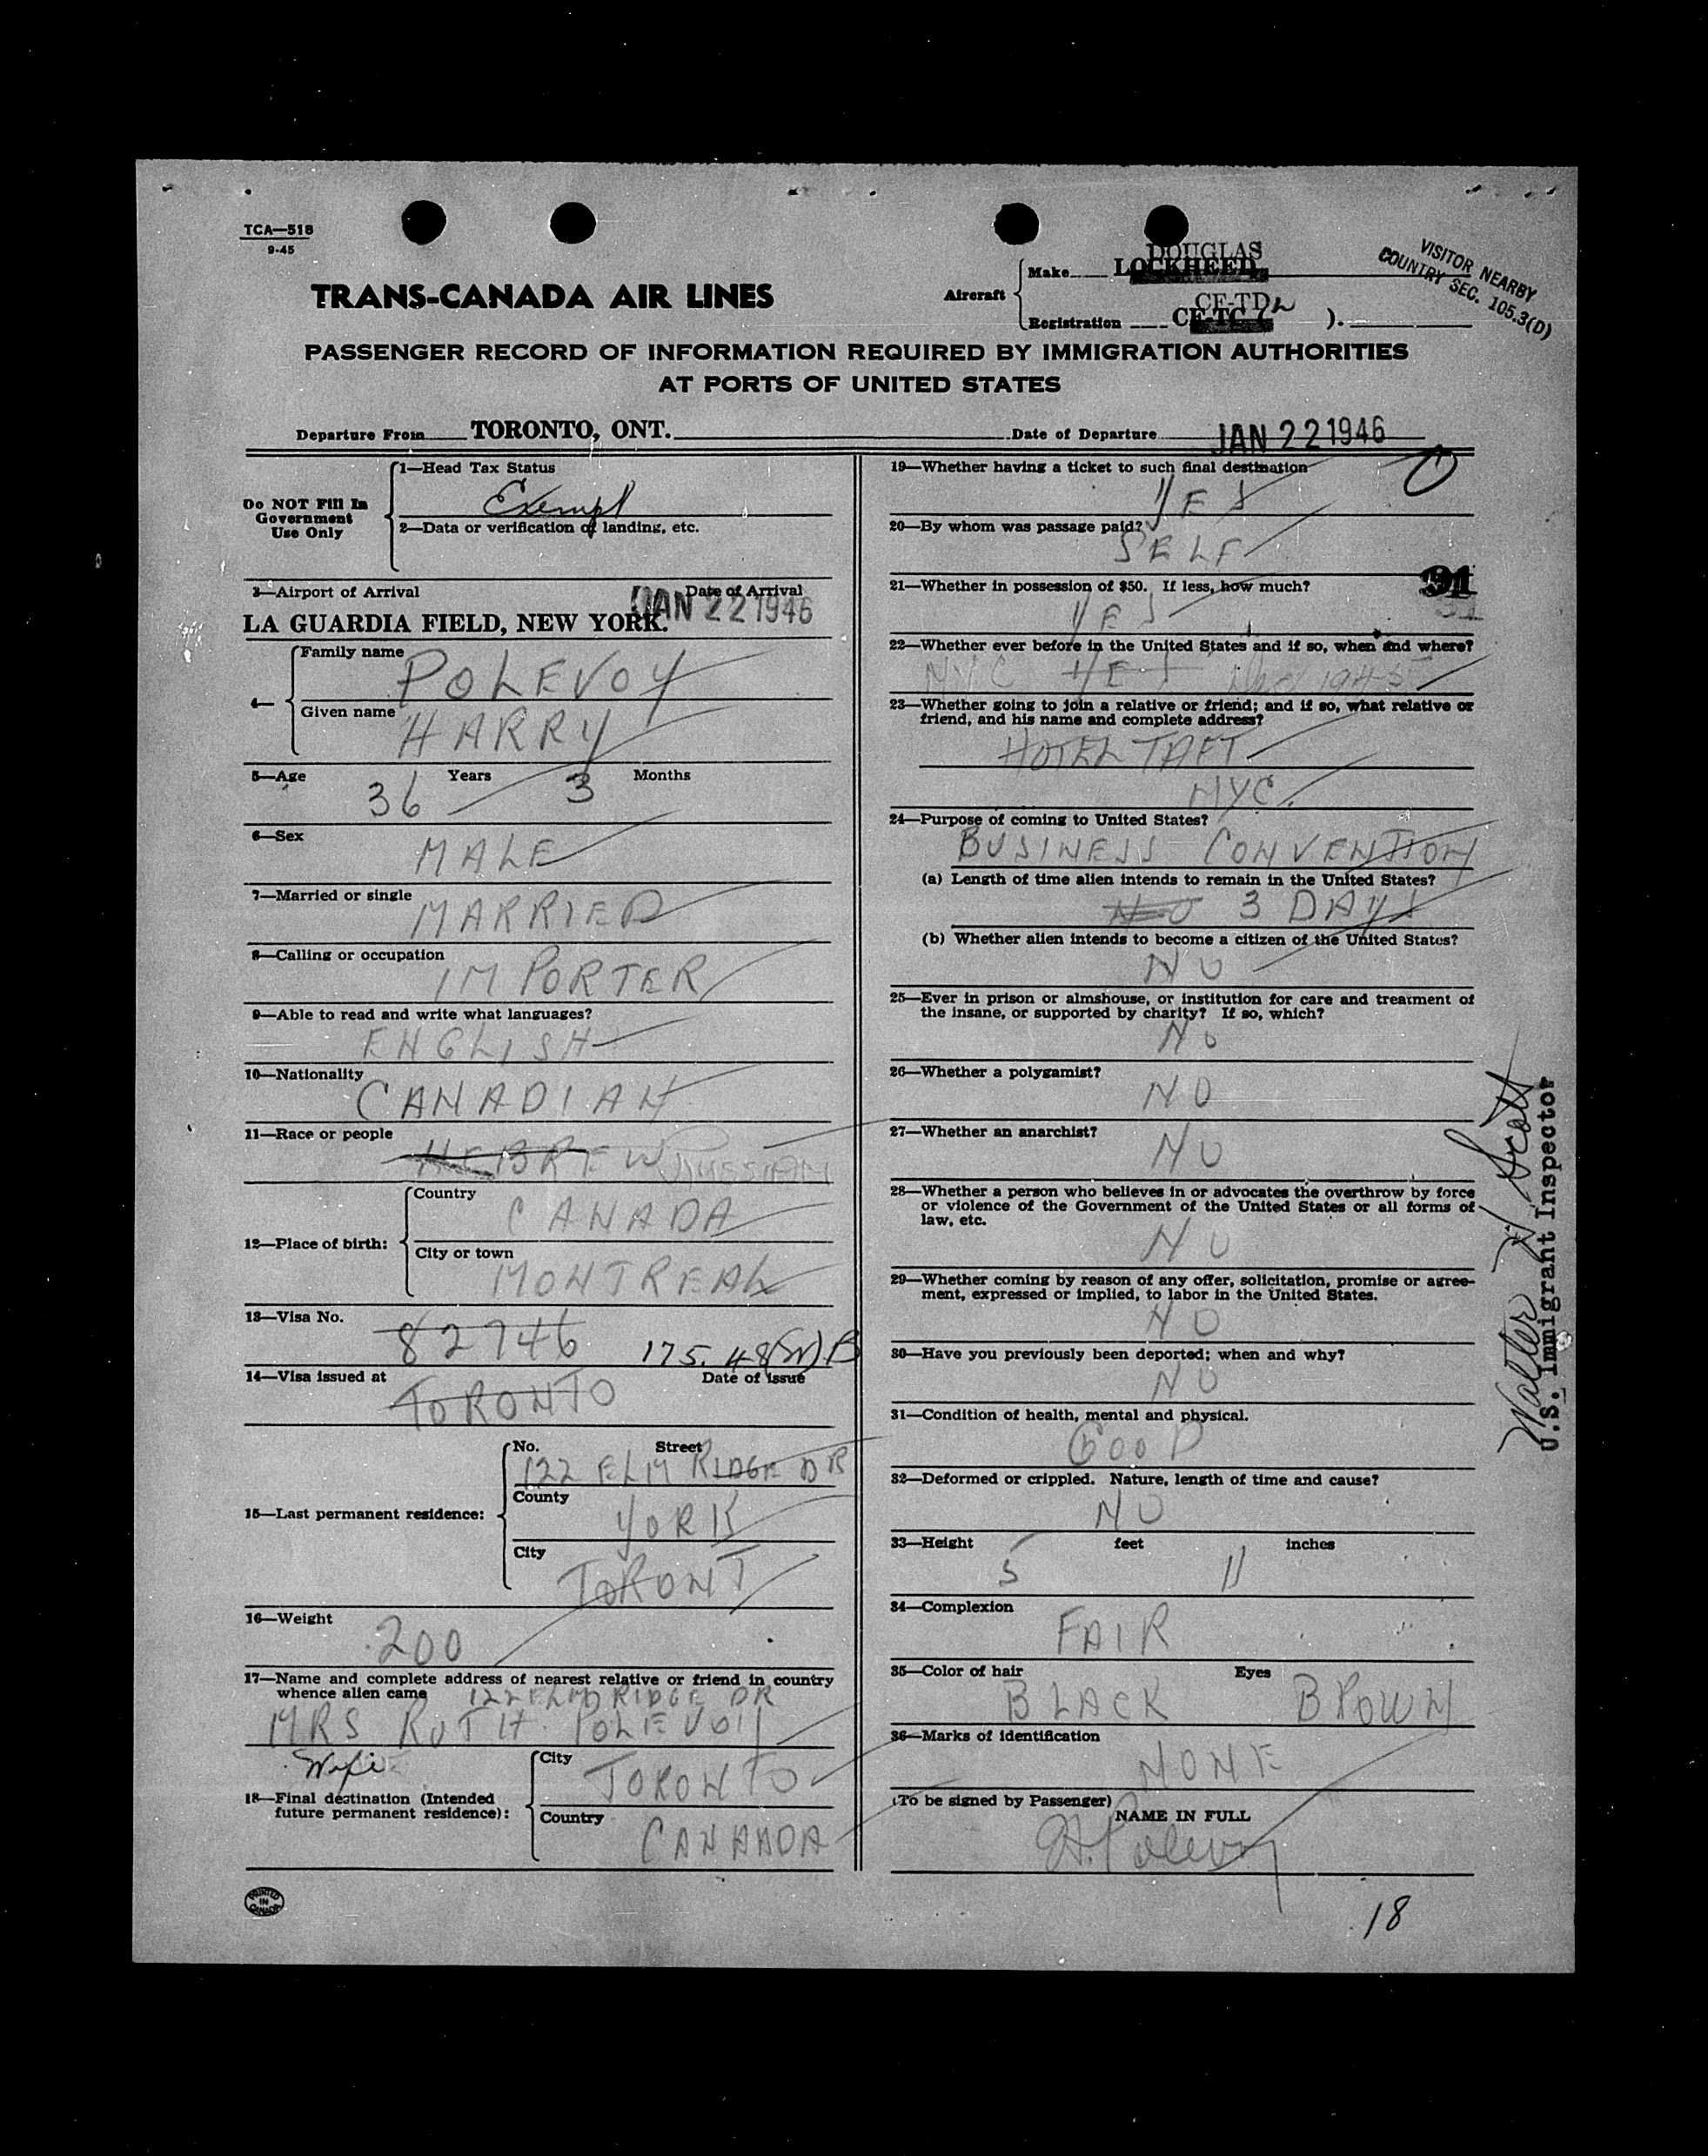 TCA—518
9-45
DOUGLAS
Make LOCKHEED
Aircraft
CF-TD
Registration CF-TC ).
VISITOR NEARBY
COUNTRY SEC. 105.3(D)
TRANS-CANADA AIR LINES
PASSENGER RECORD OF INFORMATION REQUIRED BY IMMIGRATION AUTHORITIES
AT PORTS OF UNITED STATES
Departure From TORONTO, ONT. Date of Departure JAN 22 1946
Do NOT Fill In
Government
Use Only
1—Head Tax Status
Exempt
2—Data or verification of landing, etc.
3—Airport of Arrival Date of Arrival
LA GUARDIA FIELD, NEW YORK. JAN 22 1946
4— Family name
POLEVOY
Given name
HARRY
5—Age 36 Years 3 Months
6—Sex
MALE
7—Married or single
MARRIED
8—Calling or occupation
IMPORTER
9—Able to read and write what languages?
ENGLISH
10—Nationality
CANADIAN
11—Race or people
HEBREW RUSSIAN
12—Place of birth:
Country
CANADA
City or town
MONTREAL
13—Visa No.
82746 175.48(W)B
14—Visa issued at Date of issue
TORONTO
15—Last permanent residence:
No. Street
122 ELM RIDGE DR
County
YORK
City
TORONT
16—Weight
200
17—Name and complete address of nearest relative or friend in country
whence alien came 122 ELM RIDGE DR
MRS RUTH POLEVOY
Wife
18—Final destination (Intended
future permanent residence):
City
TORONTO
Country
CANADA
PRINTED
IN
CANADA
19—Whether having a ticket to such final destination
YES
20—By whom was passage paid?
SELF
21—Whether in possession of $50. If less, how much?
YES
31
22—Whether ever before in the United States and if so, when and where?
NYC YES 1945
23—Whether going to join a relative or friend; and if so, what relative or
friend, and his name and complete address?
HOTEL TAFT
NYC.
24—Purpose of coming to United States?
BUSINESS CONVENTION
(a) Length of time alien intends to remain in the United States?
NO 3 DAYS
(b) Whether alien intends to become a citizen of the United States?
NO
25—Ever in prison or almshouse, or institution for care and treatment of
the insane, or supported by charity? If so, which?
NO
26—Whether a polygamist?
NO
27—Whether an anarchist?
NO
28—Whether a person who believes in or advocates the overthrow by force
or violence of the Government of the United States or all forms of
law, etc.
NO
29—Whether coming by reason of any offer, solicitation, promise or agree-
ment, expressed or implied, to labor in the United States.
NO
30—Have you previously been deported; when and why?
NO
31—Condition of health, mental and physical.
GOOD
32—Deformed or crippled. Nature, length of time and cause?
NO
33—Height 5 feet 11 inches
34—Complexion
FAIR
35—Color of hair Eyes
BLACK BROWN
36—Marks of identification
NONE
(To be signed by Passenger)
NAME IN FULL
H. Polevoy
18
Walter H. Scott
U.S. Immigrant Inspector